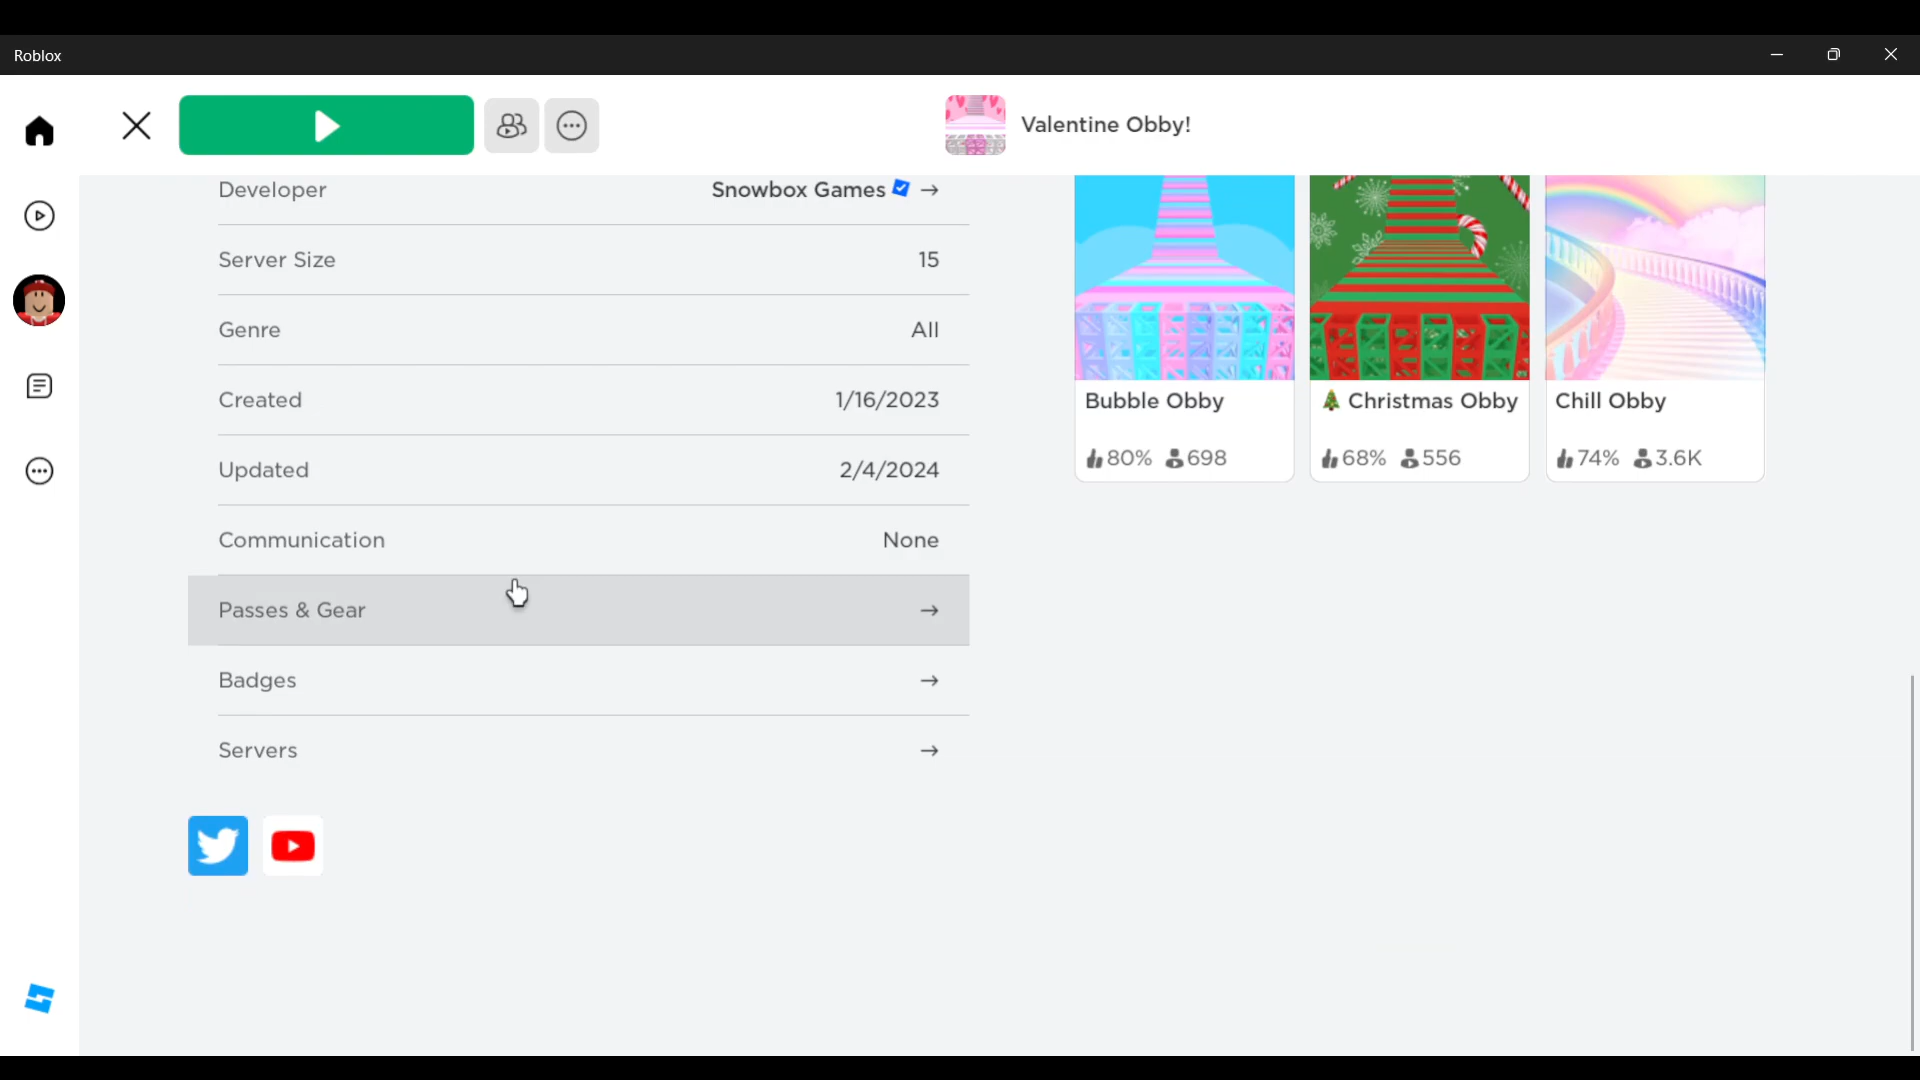 Roblox
Valentine Obby!
Developer Snowbox Games →
Server Size 15
Genre All
Created 1/16/2023
Updated 2/4/2024
Communication None
Passes & Gear →
Badges →
Servers →
Bubble Obby
80% 698
🎄 Christmas Obby
68% 556
Chill Obby
74% 3.6K